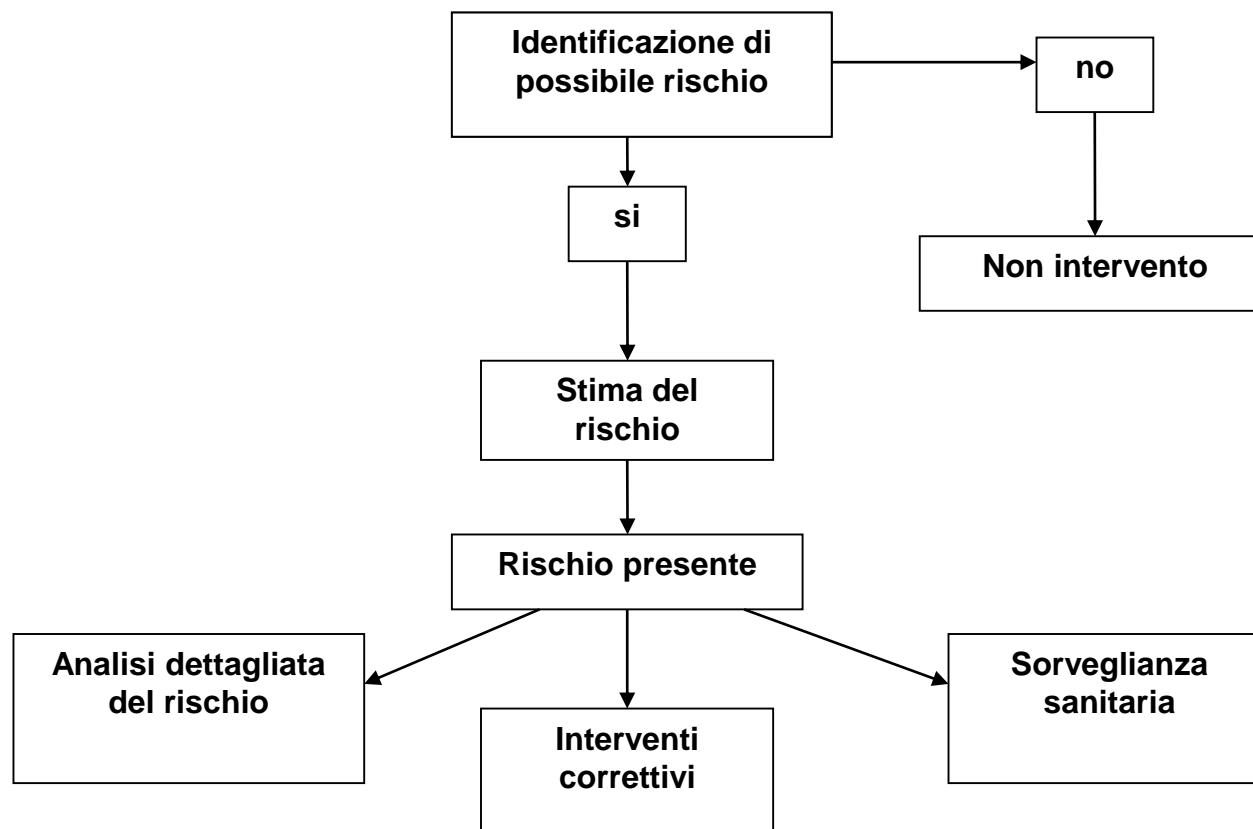 Identificazione di
possibile rischio
no
si
Non intervento
Stima del
rischio
Rischio presente
Analisi dettagliata
del rischio
Interventi
correttivi
Sorveglianza
sanitaria